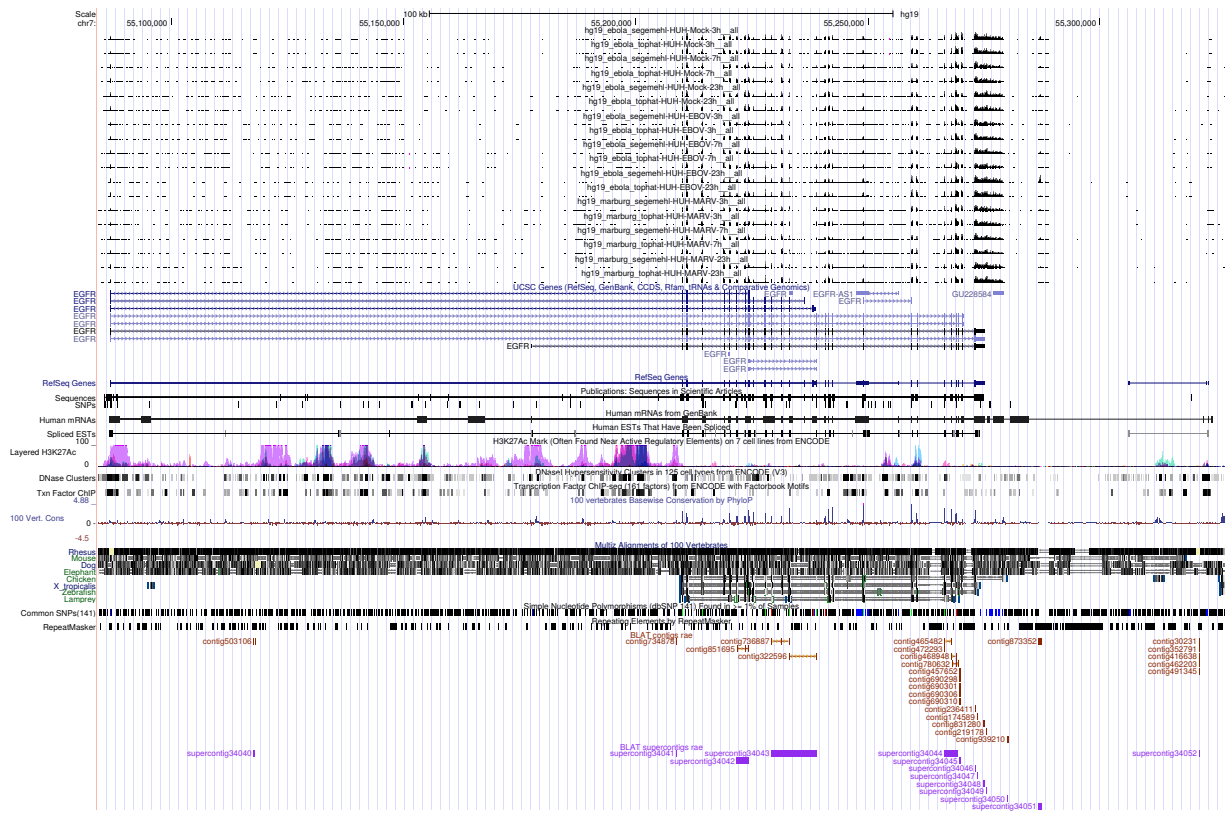 Scale 100 kb hg19
chr7: 55,100,000 55,150,000 55,200,000 55,250,000 55,300,000
hg19_ebola_segemehl-HUH-Mock-3h__all
hg19_ebola_tophat-HUH-Mock-3h__all
hg19_ebola_segemehl-HUH-Mock-7h__all
hg19_ebola_tophat-HUH-Mock-7h__all
hg19_ebola_segemehl-HUH-Mock-23h__all
hg19_ebola_tophat-HUH-Mock-23h__all
hg19_ebola_segemehl-HUH-EBOV-3h__all
hg19_ebola_tophat-HUH-EBOV-3h__all
hg19_ebola_segemehl-HUH-EBOV-7h__all
hg19_ebola_tophat-HUH-EBOV-7h__all
hg19_ebola_segemehl-HUH-EBOV-23h__all
hg19_ebola_tophat-HUH-EBOV-23h__all
hg19_marburg_segemehl-HUH-MARV-3h__all
hg19_marburg_tophat-HUH-MARV-3h__all
hg19_marburg_segemehl-HUH-MARV-7h__all
hg19_marburg_tophat-HUH-MARV-7h__all
hg19_marburg_segemehl-HUH-MARV-23h__all
hg19_marburg_tophat-HUH-MARV-23h__all
UCSC Genes (RefSeq, GenBank, CCDS, Rfam, tRNAs & Comparative Genomics)
EGFR EGFR EGFR-AS1 GU228584
EGFR EGFR
EGFR
EGFR
EGFR
EGFR
EGFR
EGFR
EGFR
EGFR
EGFR
RefSeq Genes
RefSeq Genes
Publications: Sequences in Scientific Articles
Sequences
SNPs
Human mRNAs from GenBank
Human mRNAs
Human ESTs That Have Been Spliced
Spliced ESTs
H3K27Ac Mark (Often Found Near Active Regulatory Elements) on 7 cell lines from ENCODE
100
Layered H3K27Ac
0
DNaseI Hypersensitivity Clusters in 125 cell types from ENCODE (V3)
DNase Clusters
Transcription Factor ChIP-seq (161 factors) from ENCODE with Factorbook Motifs
Txn Factor ChIP
100 vertebrates Basewise Conservation by PhyloP
4.88
100 Vert. Cons
0
-4.5
Multiz Alignments of 100 Vertebrates
Rhesus
Mouse
Dog
Elephant
Chicken
X_tropicalis
Zebrafish
Lamprey
Simple Nucleotide Polymorphisms (dbSNP 141) Found in >= 1% of Samples
Common SNPs(141)
Repeating Elements by RepeatMasker
RepeatMasker
BLAT contigs rae
contig503106 contig734878 contig736887 contig465482 contig873352 contig30231
contig851695 contig472293 contig352791
contig322596 contig468948 contig416638
contig780632 contig462203
contig457652 contig491345
contig690298
contig690301
contig690306
contig690310
contig236411
contig174589
contig831280
contig219178
contig939210
BLAT supercontigs rae
supercontig34040 supercontig34041 supercontig34043 supercontig34044 supercontig34052
supercontig34042 supercontig34045
supercontig34046
supercontig34047
supercontig34048
supercontig34049
supercontig34050
supercontig34051